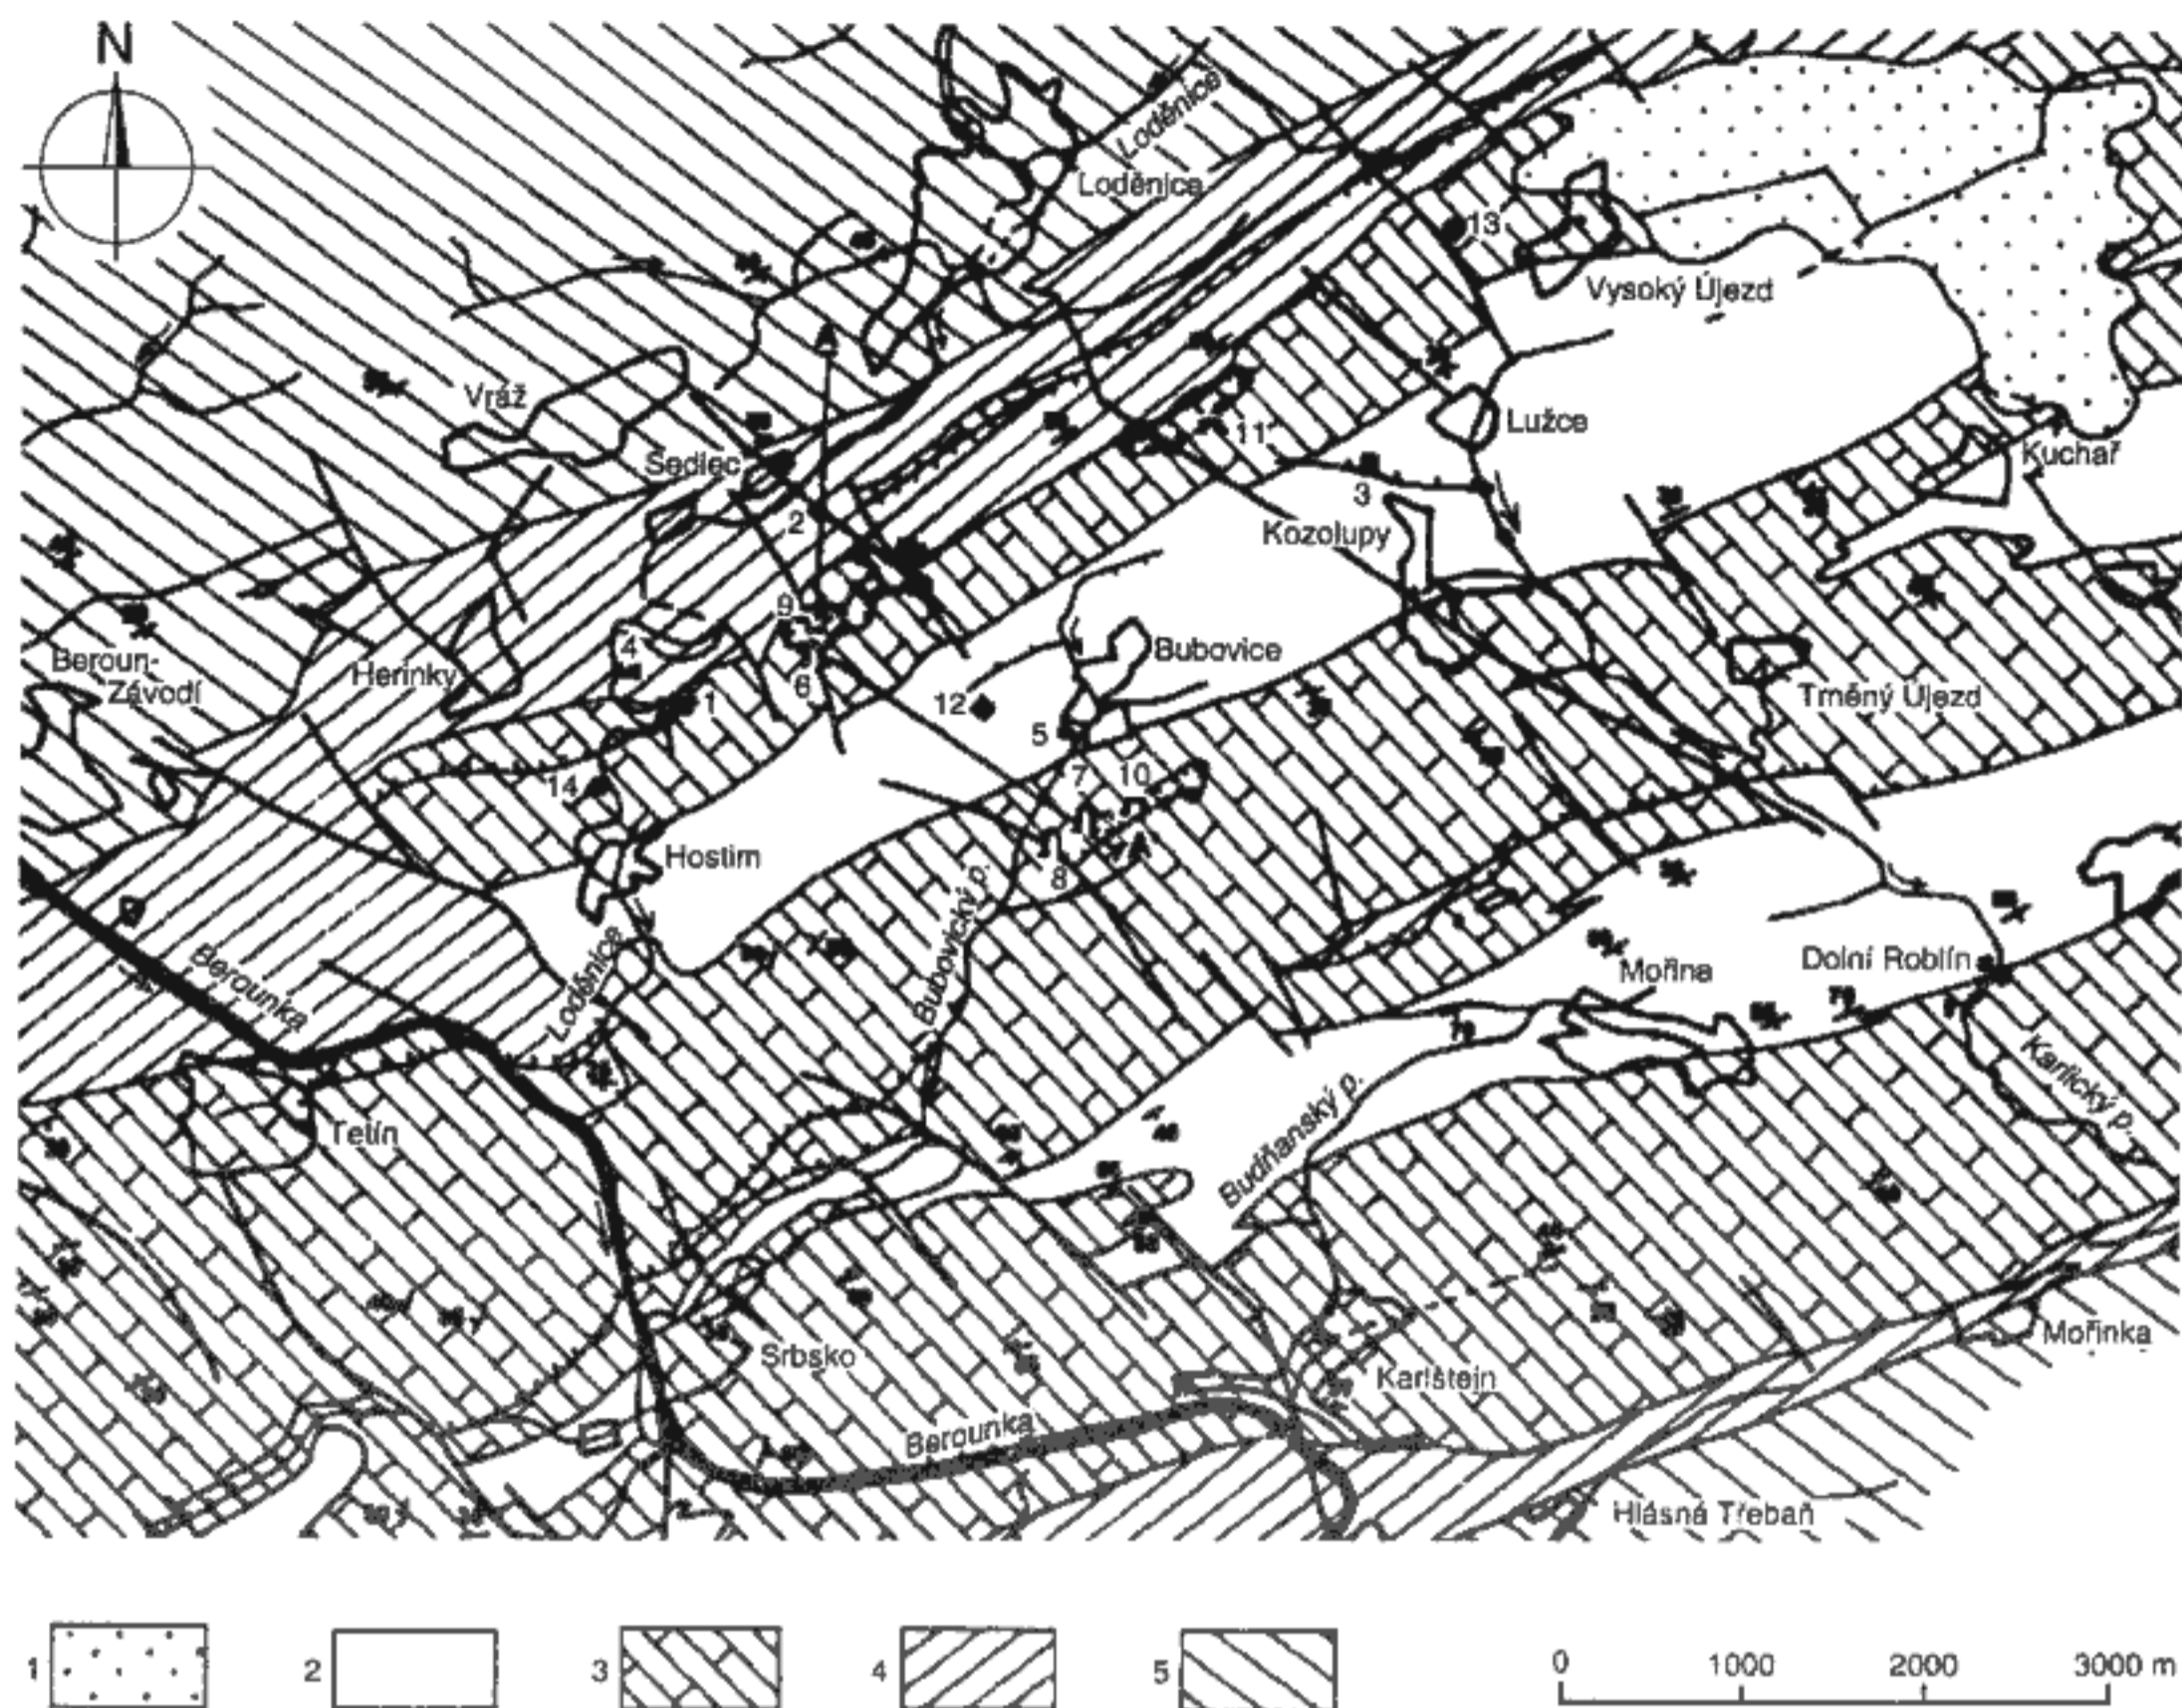 N
Loděnice
Loděnice
13
Vysoký Újezd
Vráž
A
11
Lužce
Sedlec
Kuchař
2
3
Kozolupy
9
4
Beroun-
Závodí
Herinky
Bubovice
6
1
12
5
Trněný Újezd
14
7
10
Hostim
8
A
Bubovický p.
Loděnice
Berounka
Mořina
Dolní Roblín
Karlický p.
Tetín
Budňanský p.
Srbsko
Karlštejn
Mořinka
Berounka
Hlásná Třebaň
1
2
3
4
5
0
1000
2000
3000 m